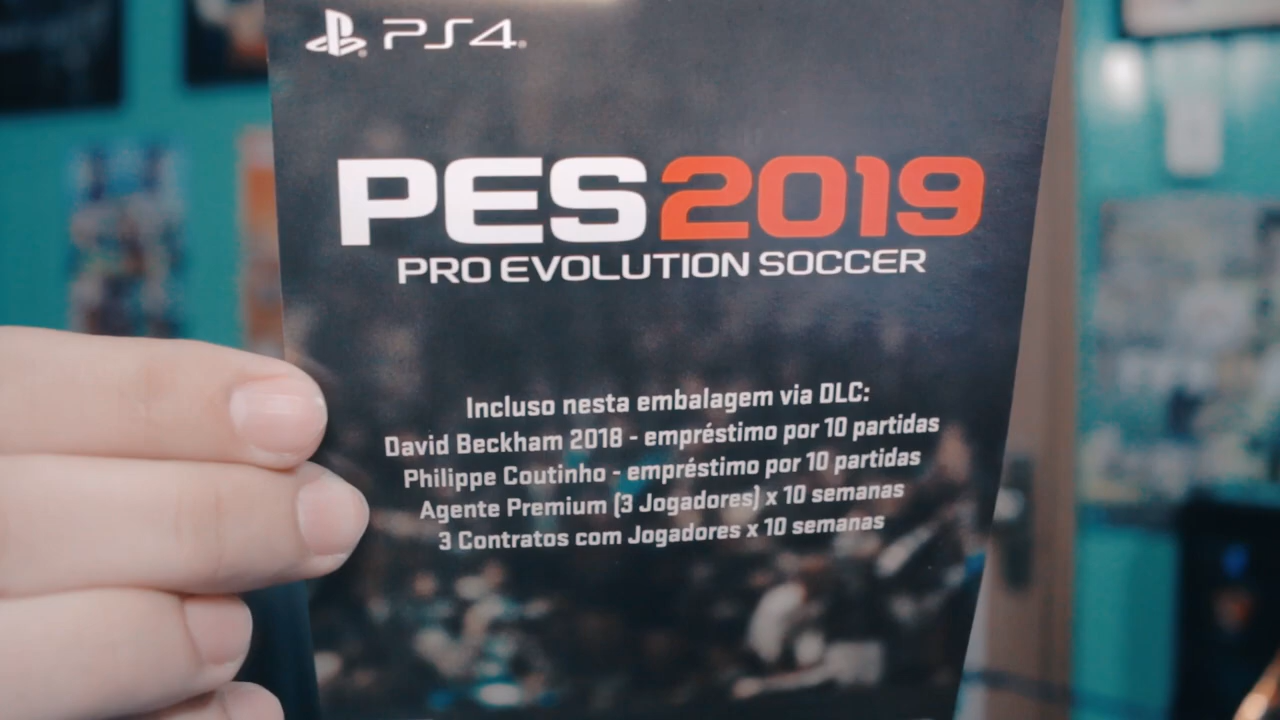 PS4
PES2019
PRO EVOLUTION SOCCER
Incluso nesta embalagem via DLC:
David Beckham 2018 - empréstimo por 10 partidas
Philippe Coutinho - empréstimo por 10 partidas
Agente Premium (3 Jogadores) x 10 semanas
3 Contratos com Jogadores x 10 semanas